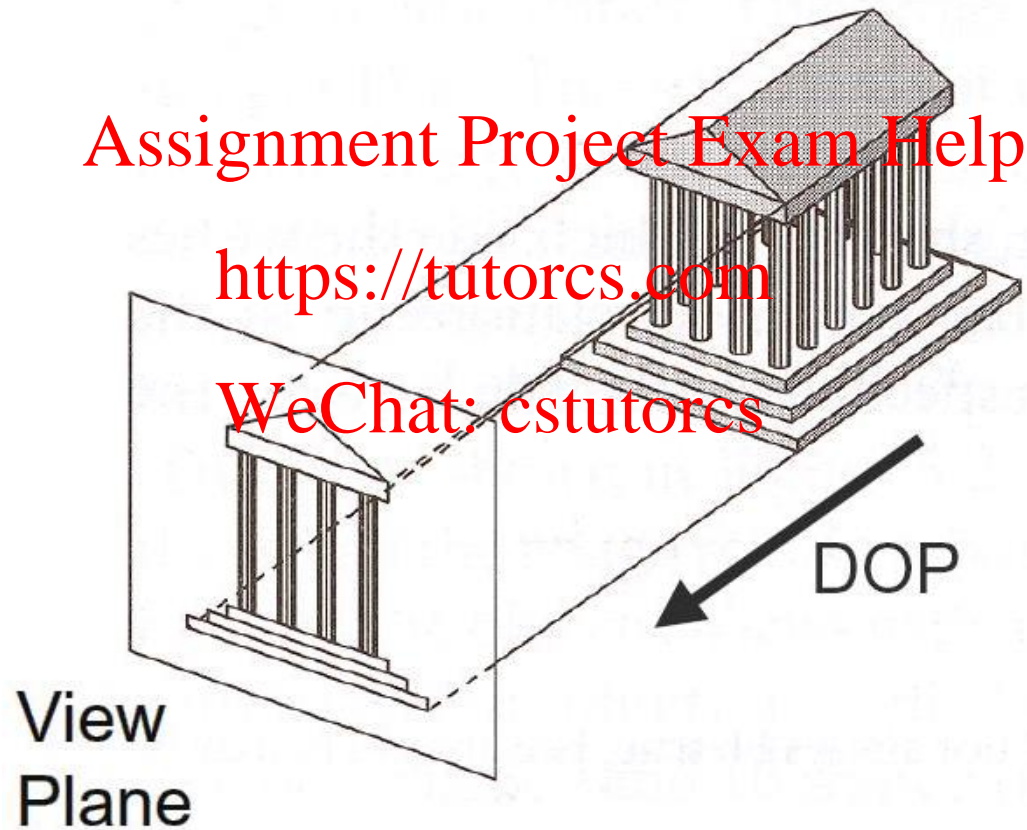 Assignment Project Exam Help
https://tutorcs.com
WeChat: cstutorcs
DOP
View
Plane